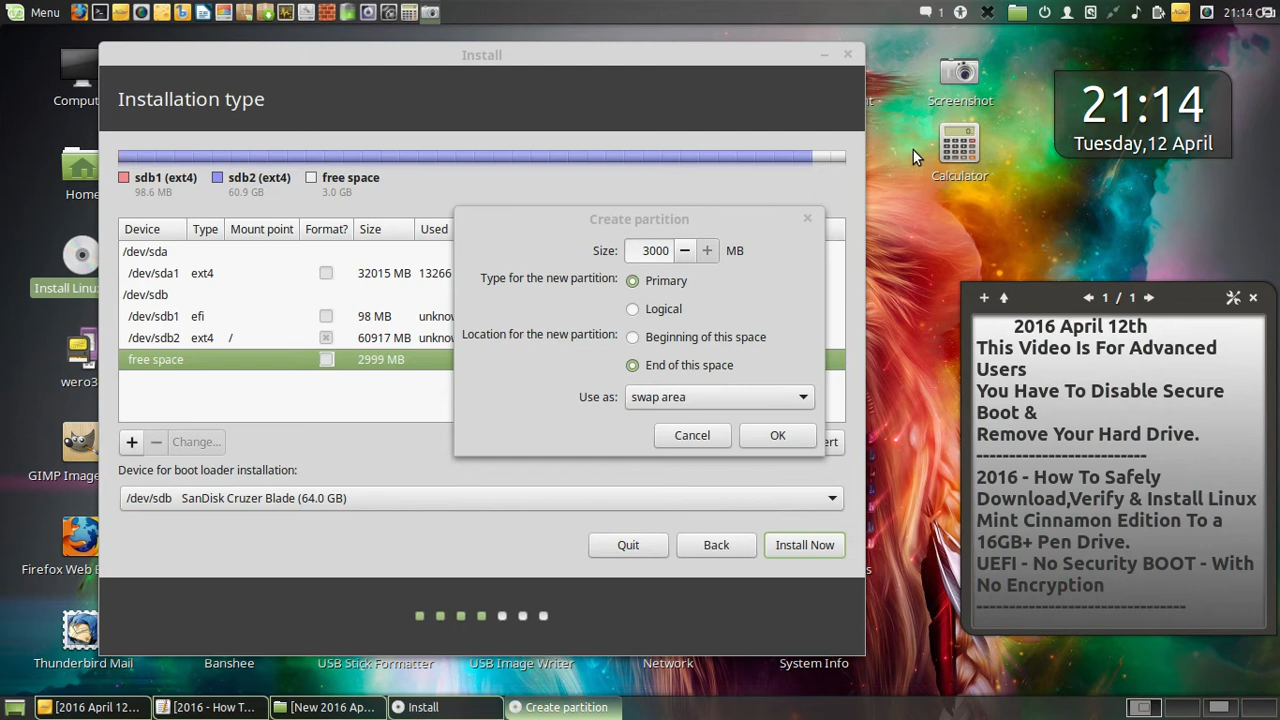 Menu
1
21:14
Install
Installation type
sdb1 (ext4)
98.6 MB
sdb2 (ext4)
60.9 GB
free space
3.0 GB
Device Type Mount point Format? Size Used
/dev/sda
/dev/sda1 ext4 32015 MB 13266
/dev/sdb
/dev/sdb1 efi 98 MB unkno
/dev/sdb2 ext4 / 60917 MB unkno
free space 2999 MB
+ − Change... ert
Device for boot loader installation:
/dev/sdb SanDisk Cruzer Blade (64.0 GB)
Quit Back Install Now
Create partition
Size: 3000 − + MB
Type for the new partition: Primary
Logical
Location for the new partition: Beginning of this space
End of this space
Use as: swap area
Cancel OK
Comput
Home
Install Linu
wero3
GIMP Image
Firefox Web B
Thunderbird Mail
Banshee
USB Stick Formatter
USB Image Writer
Network
System Info
Screenshot
Calculator
21:14
Tuesday,12 April
1 / 1
2016 April 12th
This Video Is For Advanced
Users
You Have To Disable Secure
Boot &
Remove Your Hard Drive.
---------------------------
2016 - How To Safely
Download,Verify & Install Linux
Mint Cinnamon Edition To a
16GB+ Pen Drive.
UEFI - No Security BOOT - With
No Encryption
---------------------------------
[2016 April 12...
[2016 - How T...
[New 2016 Ap...
Install
Create partition